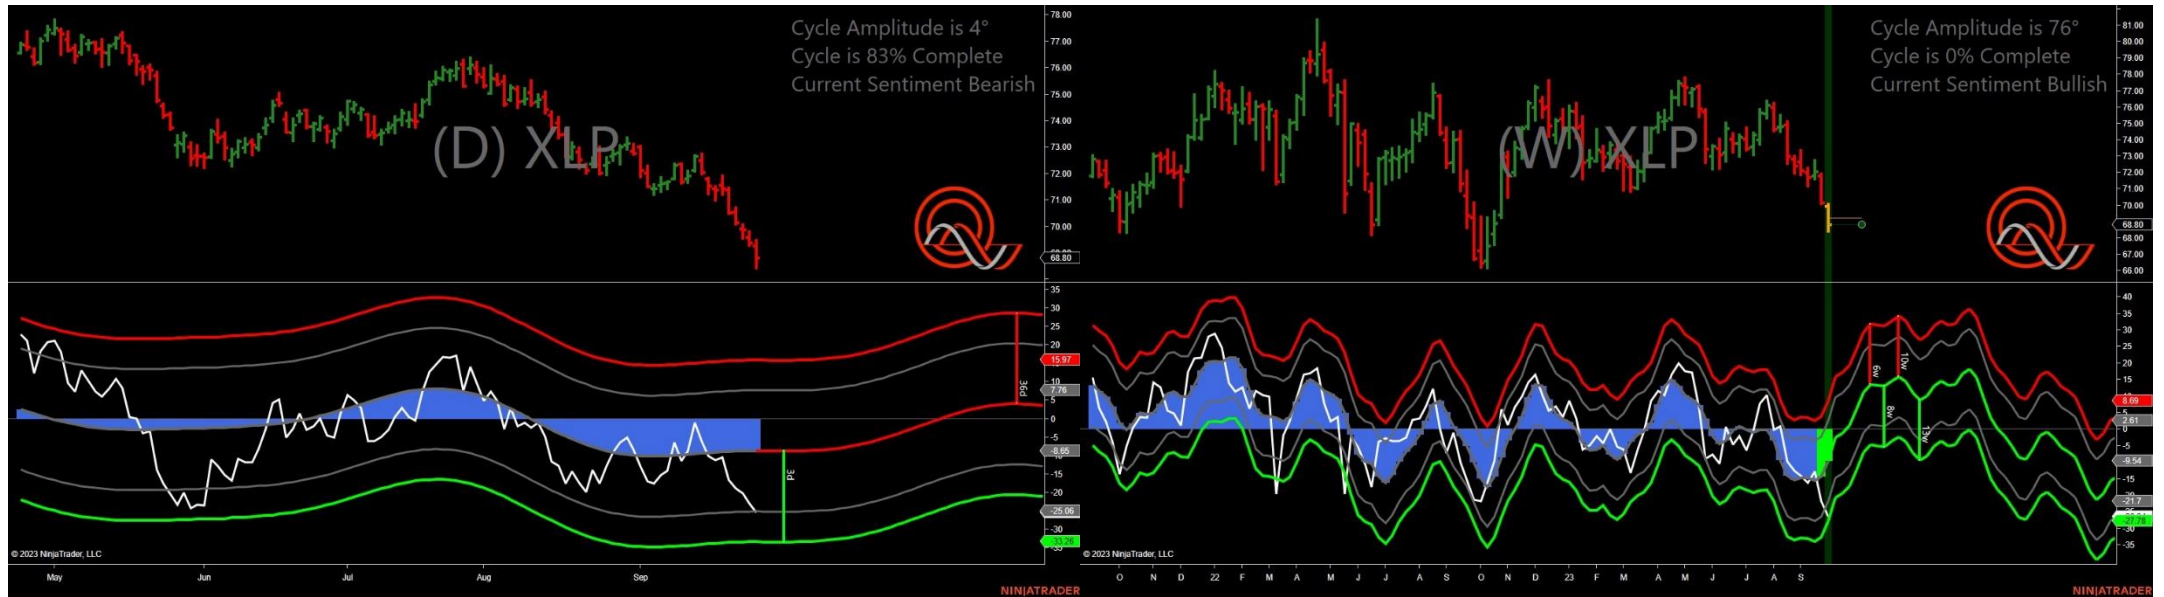 Cycle Amplitude is 4°
Cycle is 83% Complete
Current Sentiment Bearish
(D) XLP
78.00
77.00
76.00
75.00
74.00
73.00
72.00
71.00
70.00
68.80
35
30
25
20
15.97
10
7.76
5
0
-5
-8.65
-15
-20
-25.06
-30
-33.26
36d
3d
© 2023 NinjaTrader, LLC
May Jun Jul Aug Sep
NINJATRADER
Cycle Amplitude is 76°
Cycle is 0% Complete
Current Sentiment Bullish
(W) XLP
81.00
80.00
79.00
78.00
77.00
76.00
75.00
74.00
73.00
72.00
71.00
70.00
68.80
68.00
67.00
66.00
40
35
30
25
20
15
8.69
5
2.61
0
-5
-9.54
-15
-21.7
-27.78
-30
-35
6w
10w
8w
13w
© 2023 NinjaTrader, LLC
O N D 22 F M A M J J A S O N D 23 F M A M J J A S
NINJATRADER